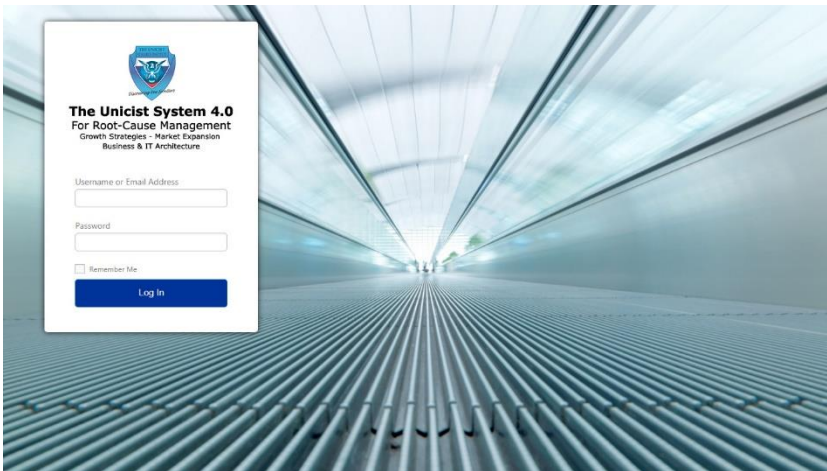 The Unicist System 4.0
For Root-Cause Management
Growth Strategies - Market Expansion
Business & IT Architecture
Username or Email Address
Password
Remember Me
Log In